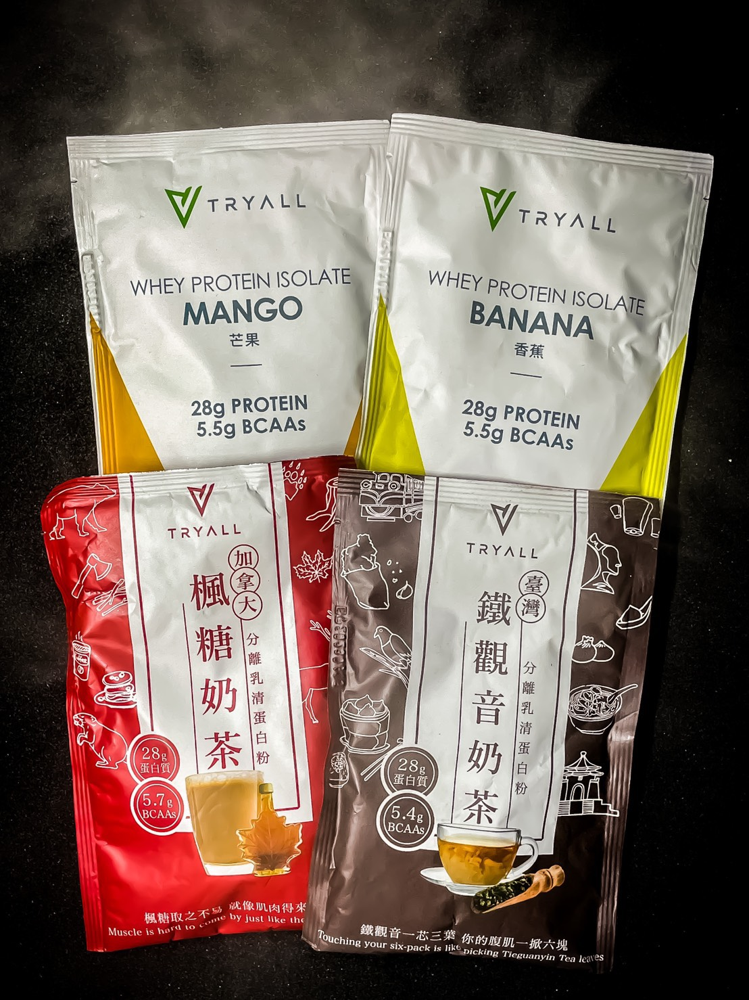 TRYALL
WHEY PROTEIN ISOLATE
MANGO
芒果
28g PROTEIN
5.5g BCAAs
TRYALL
WHEY PROTEIN ISOLATE
BANANA
香蕉
28g PROTEIN
5.5g BCAAs
TRYALL
加拿大
楓糖奶茶
分離乳清蛋白粉
28g
蛋白質
5.7g
BCAAs
楓糖取之不易 就像肌肉得來
Muscle is hard to come by just like the
TRYALL
臺灣
鐵觀音奶茶
分離乳清蛋白粉
28g
蛋白質
5.4g
BCAAs
鐵觀音一芯三葉 你的腹肌一掀六塊
Touching your six-pack is like picking Tieguanyin Tea leaves